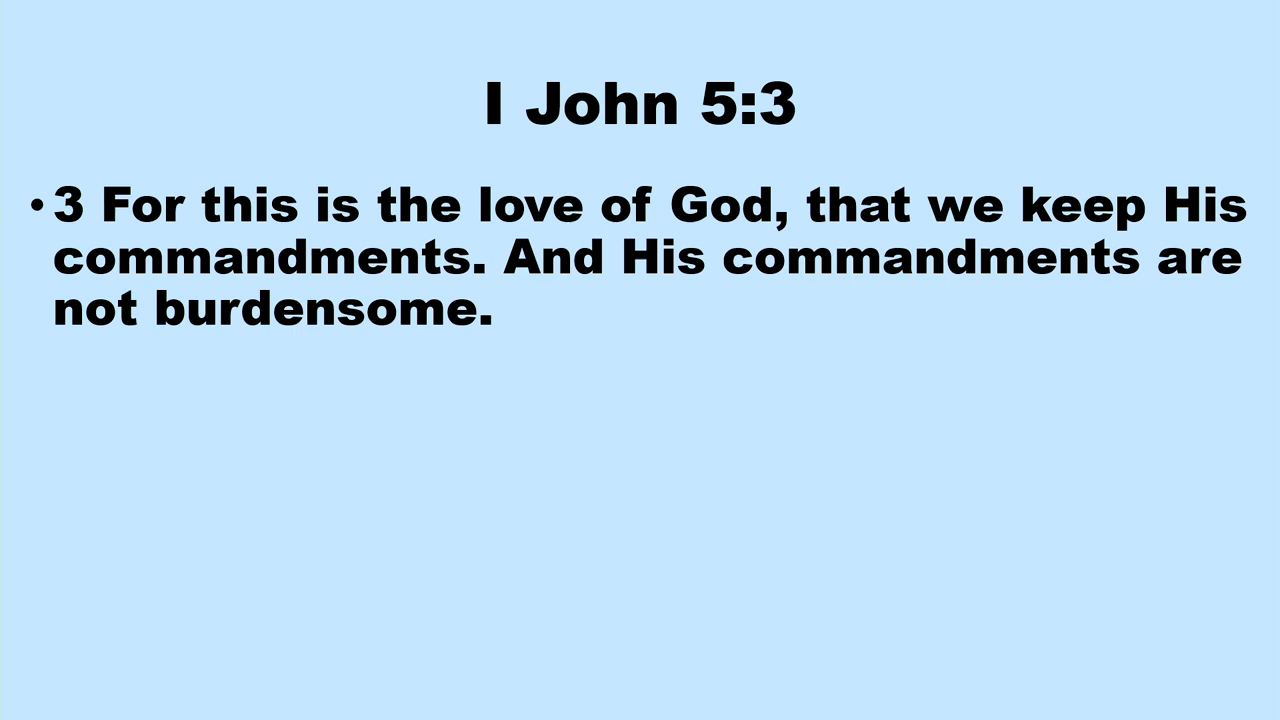 I John 5:3
• 3 For this is the love of God, that we keep His
commandments. And His commandments are
not burdensome.